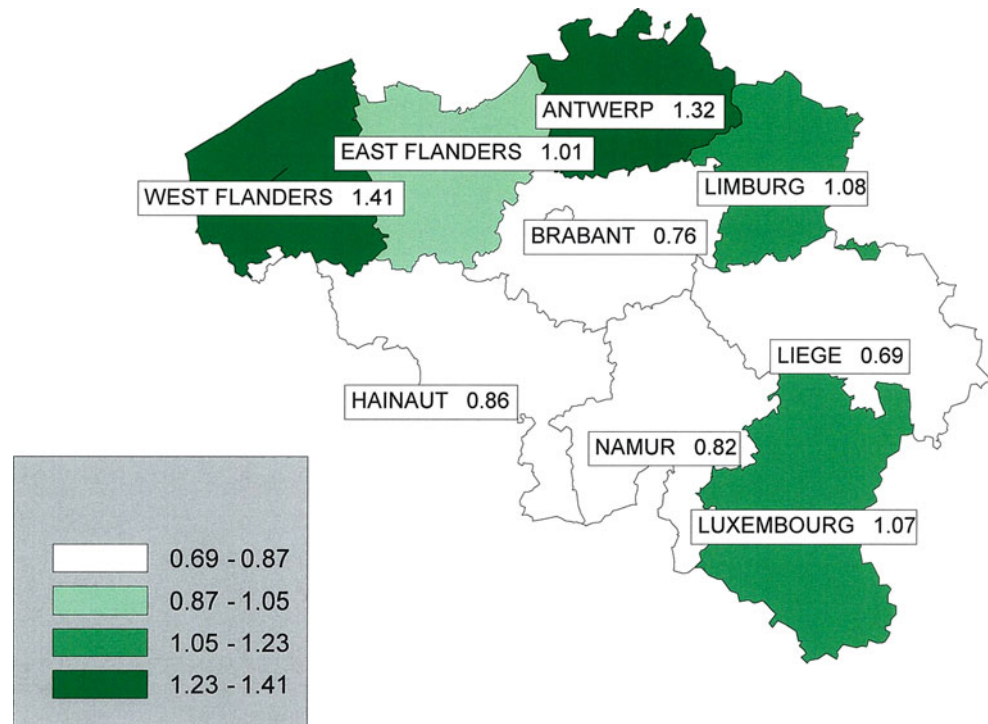 ANTWERP 1.32
EAST FLANDERS 1.01
WEST FLANDERS 1.41
LIMBURG 1.08
BRABANT 0.76
LIEGE 0.69
HAINAUT 0.86
NAMUR 0.82
LUXEMBOURG 1.07
0.69 - 0.87
0.87 - 1.05
1.05 - 1.23
1.23 - 1.41